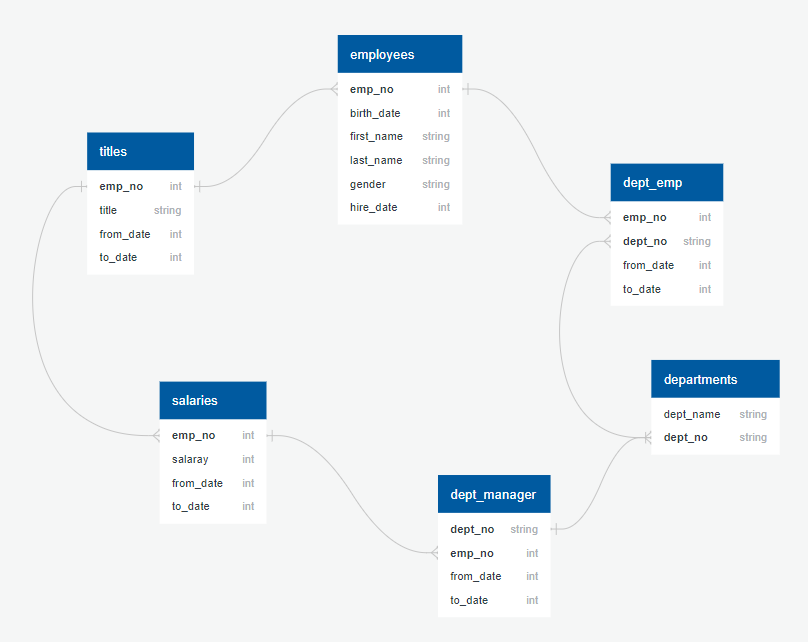 employees
emp_no int
birth_date int
first_name string
last_name string
gender string
hire_date int
titles
emp_no int
title string
from_date int
to_date int
dept_emp
emp_no int
dept_no string
from_date int
to_date int
departments
dept_name string
dept_no string
salaries
emp_no int
salaray int
from_date int
to_date int
dept_manager
dept_no string
emp_no int
from_date int
to_date int